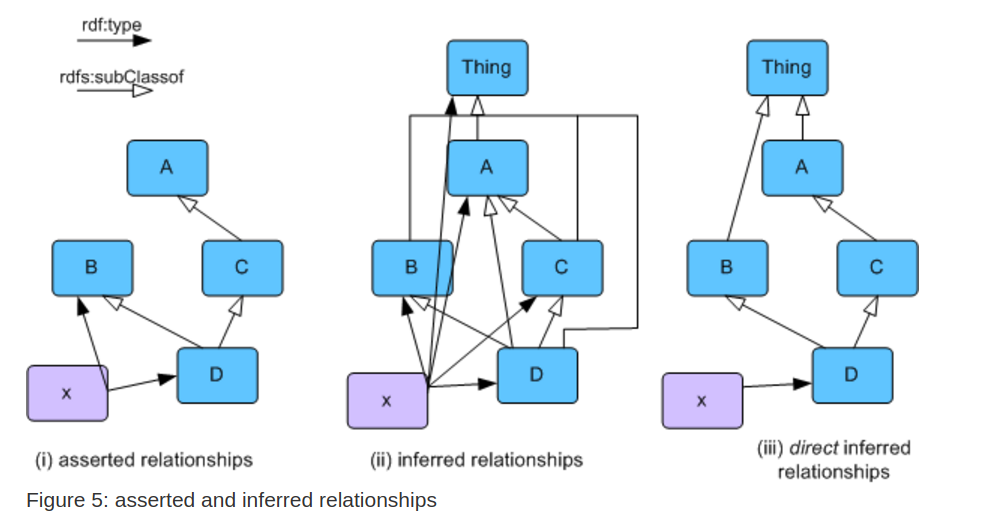 rdf:type
rdfs:subClassof
A
B
C
D
x
(i) asserted relationships
Thing
A
B
C
D
x
(ii) inferred relationships
Thing
A
B
C
D
x
(iii) direct inferred
relationships
Figure 5: asserted and inferred relationships